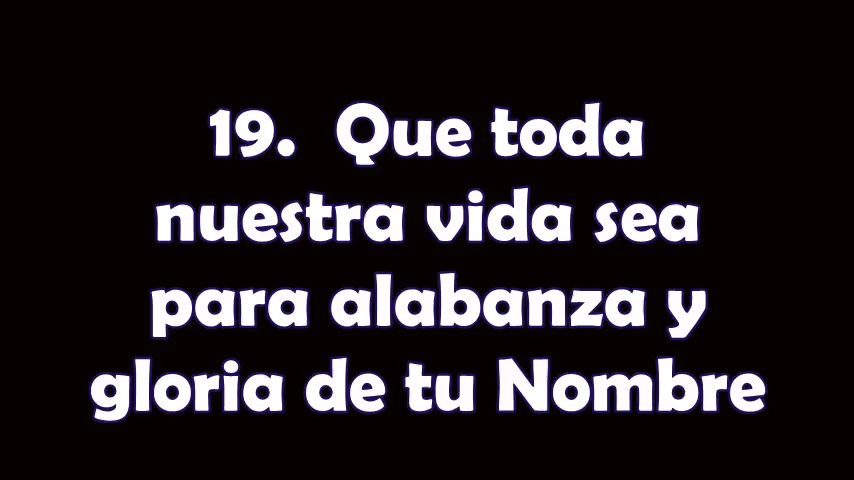 19. Que toda
nuestra vida sea
para alabanza y
gloria de tu Nombre